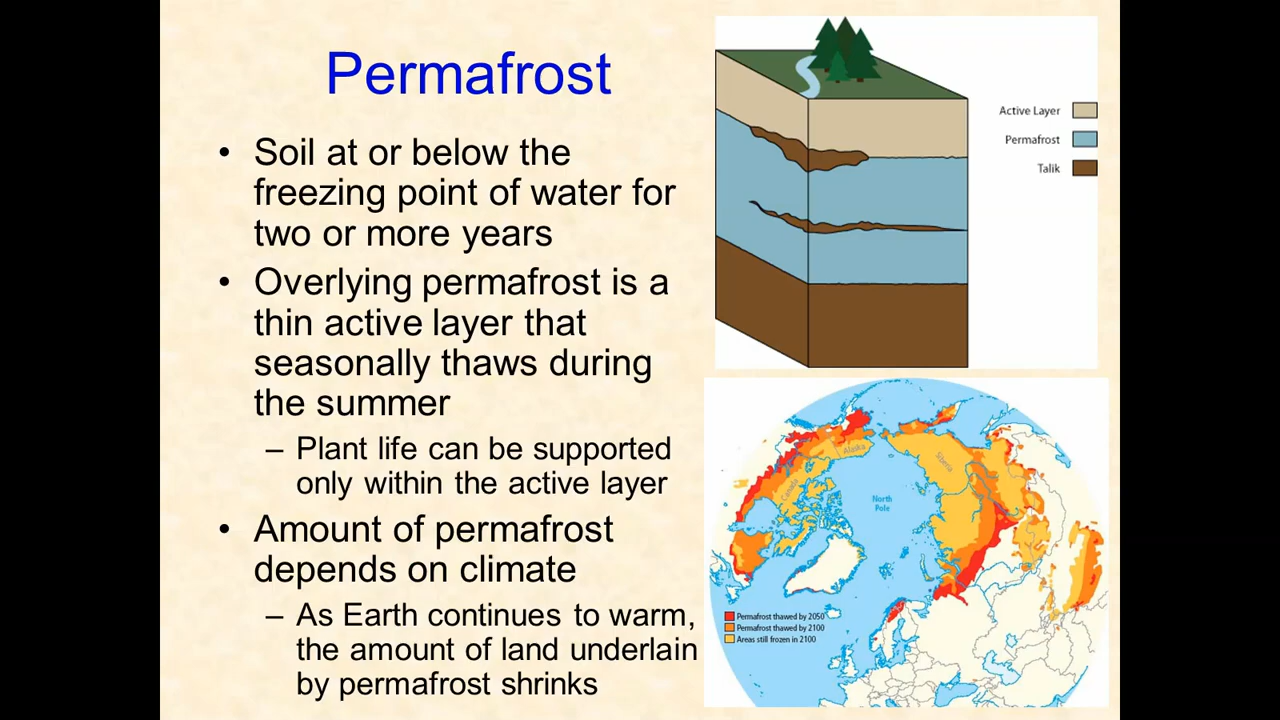 Permafrost
• Soil at or below the
freezing point of water for
two or more years
• Overlying permafrost is a
thin active layer that
seasonally thaws during
the summer
– Plant life can be supported
only within the active layer
• Amount of permafrost
depends on climate
– As Earth continues to warm,
the amount of land underlain
by permafrost shrinks
Active Layer
Permafrost
Talik
Alaska
Siberia
Canada
North
Pole
Permafrost thawed by 2050
Permafrost thawed by 2100
Areas still frozen in 2100